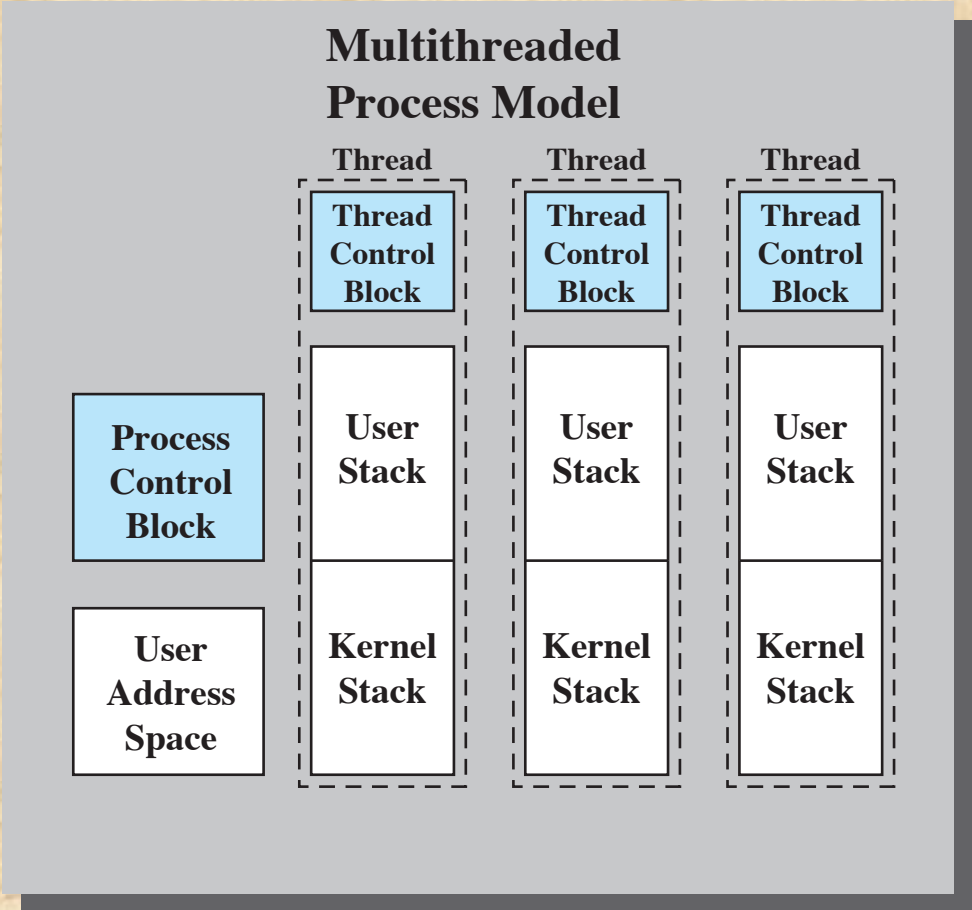 Multithreaded
Process Model
Thread
Thread
Control
Block
User
Stack
Kernel
Stack
Thread
Thread
Control
Block
User
Stack
Kernel
Stack
Thread
Thread
Control
Block
User
Stack
Kernel
Stack
Process
Control
Block
User
Address
Space